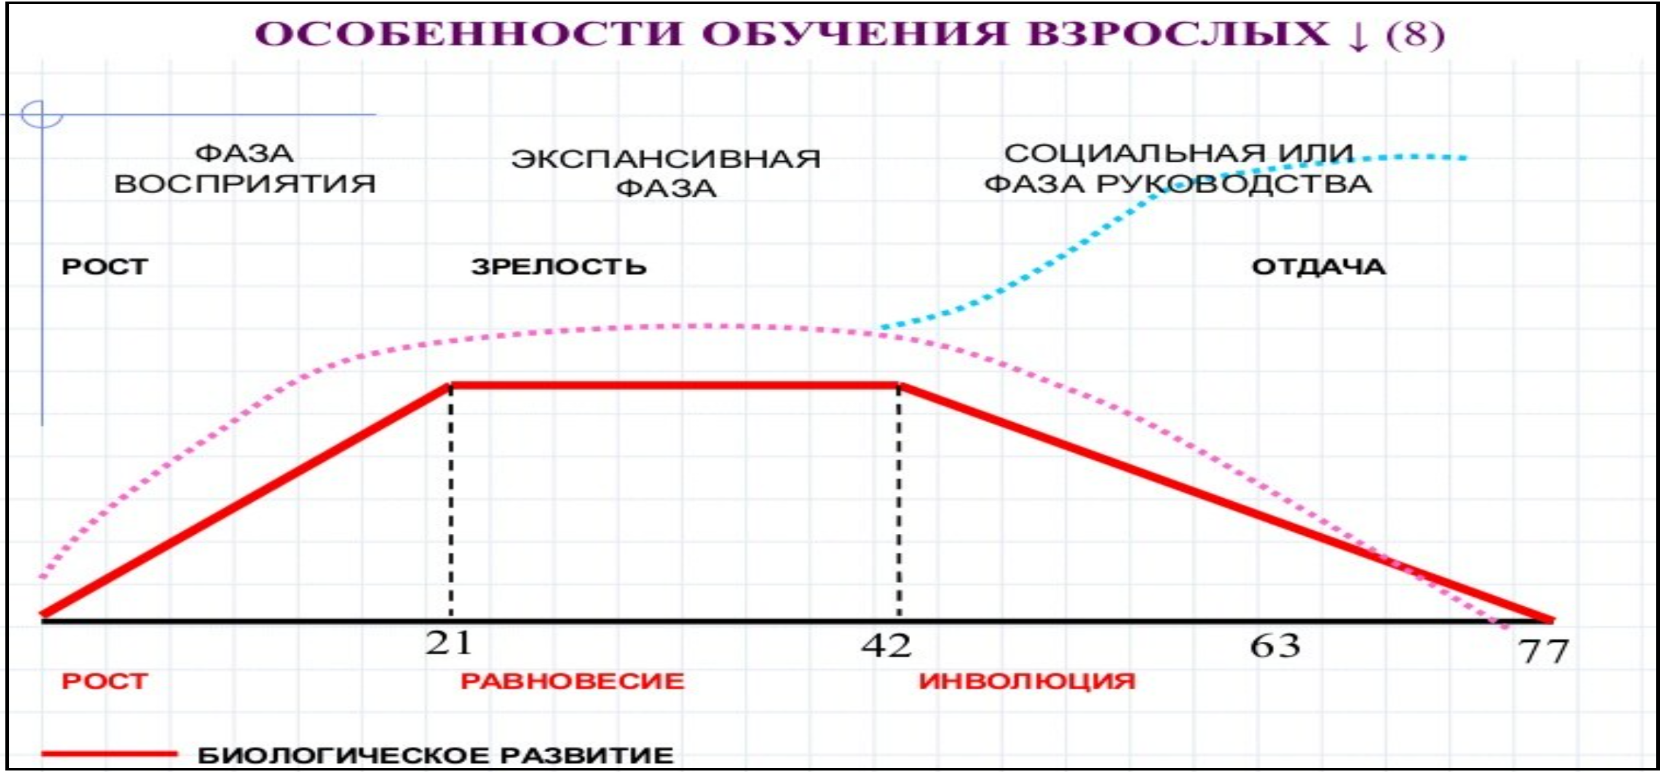 ОСОБЕННОСТИ ОБУЧЕНИЯ ВЗРОСЛЫХ ↓ (8)
ФАЗА
ВОСПРИЯТИЯ
ЭКСПАНСИВНАЯ
ФАЗА
СОЦИАЛЬНАЯ ИЛИ
ФАЗА РУКОВОДСТВА
РОСТ
ЗРЕЛОСТЬ
ОТДАЧА
21
42
63
77
РОСТ
РАВНОВЕСИЕ
ИНВОЛЮЦИЯ
БИОЛОГИЧЕСКОЕ РАЗВИТИЕ